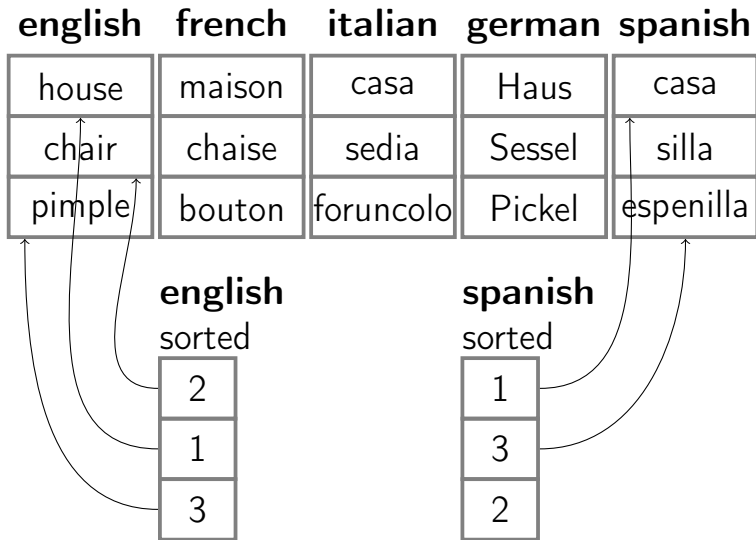 english french italian german spanish
house maison casa Haus casa
chair chaise sedia Sessel silla
pimple bouton foruncolo Pickel espenilla
english spanish
sorted sorted
2 1
1 3
3 2